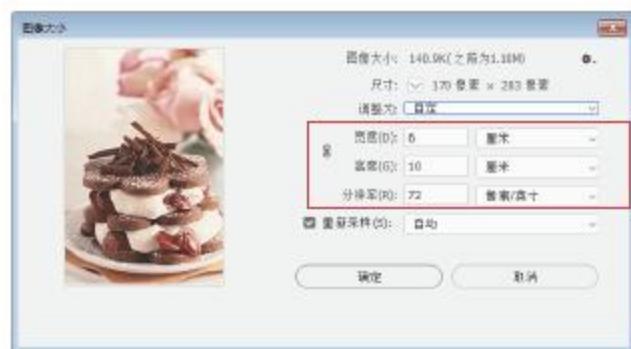 图像大小
图像大小: 140.9K(之前为1.10M)
尺寸: 170 像素 × 283 像素
调整为: 自定
宽度(D): 6 厘米
高度(G): 10 厘米
分辨率(R): 72 像素/英寸
重新采样(S): 自动
确定 取消